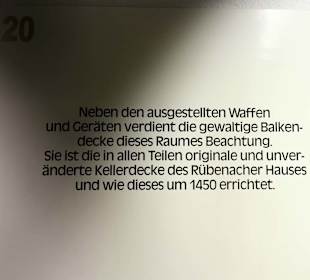 20
Neben den ausgestellten Waffen
und Geräten verdient die gewaltige Balken-
decke dieses Raumes Beachtung.
Sie ist die in allen Teilen originale und unver-
änderte Kellerdecke des Rübenacher Hauses
und wie dieses um 1450 errichtet.